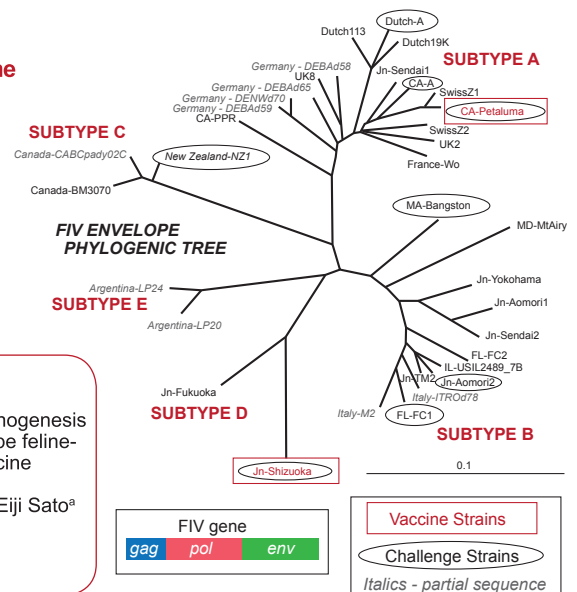 ne
Dutch-A
Dutch113
Dutch19K
SUBTYPE A
Germany - DEBAd58
UK8
Jn-Sendai1
Germany - DEBAd65
CA-A
SwissZ1
Germany - DENWd70
Germany - DEBAd59
CA-Petaluma
CA-PPR
SwissZ2
UK2
France-Wo
SUBTYPE C
Canada-CABCpady02C
New Zealand-NZ1
Canada-BM3070
MA-Bangston
MD-MtAiry
FIV ENVELOPE
PHYLOGENIC TREE
Argentina-LP24
SUBTYPE E
Argentina-LP20
Jn-Yokohama
Jn-Aomori1
Jn-Sendai2
FL-FC2
IL-USIL2489_7B
Jn-TM2
Jn-Aomori2
Italy-ITROd78
Italy-M2
FL-FC1
SUBTYPE B
Jn-Fukuoka
SUBTYPE D
Jn-Shizuoka
0.1
nogenesis
pe feline-
cine
Eiji Satoa
FIV gene
gag pol env
Vaccine Strains
Challenge Strains
Italics - partial sequence